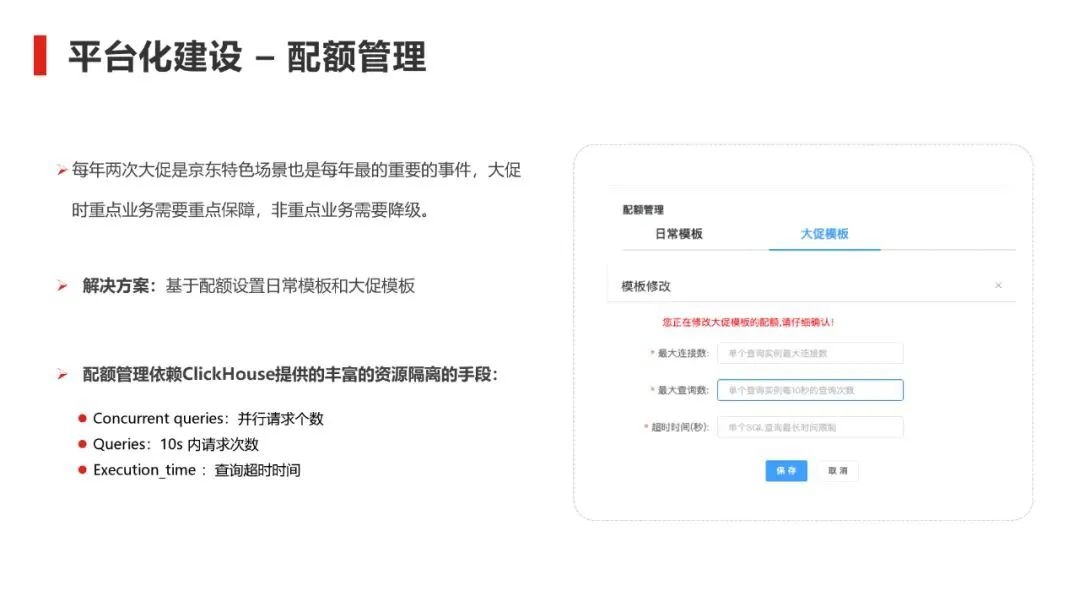 平台化建设 – 配额管理
每年两次大促是京东特色场景也是每年最的重要的事件，大促
时重点业务需要重点保障，非重点业务需要降级。
解决方案：基于配额设置日常模板和大促模板
配额管理依赖ClickHouse提供的丰富的资源隔离的手段：
Concurrent queries：并行请求个数
Queries：10s 内请求次数
Execution_time ：查询超时时间
配额管理
日常模板 大促模板
模板修改 ×
您正在修改大促模板的配额,请仔细确认!
* 最大连接数: 单个查询实例最大连接数
* 最大查询数: 单个查询实例每10秒的查询次数
* 超时时间(秒): 单个SQL查询最长时间限制
保存 取消